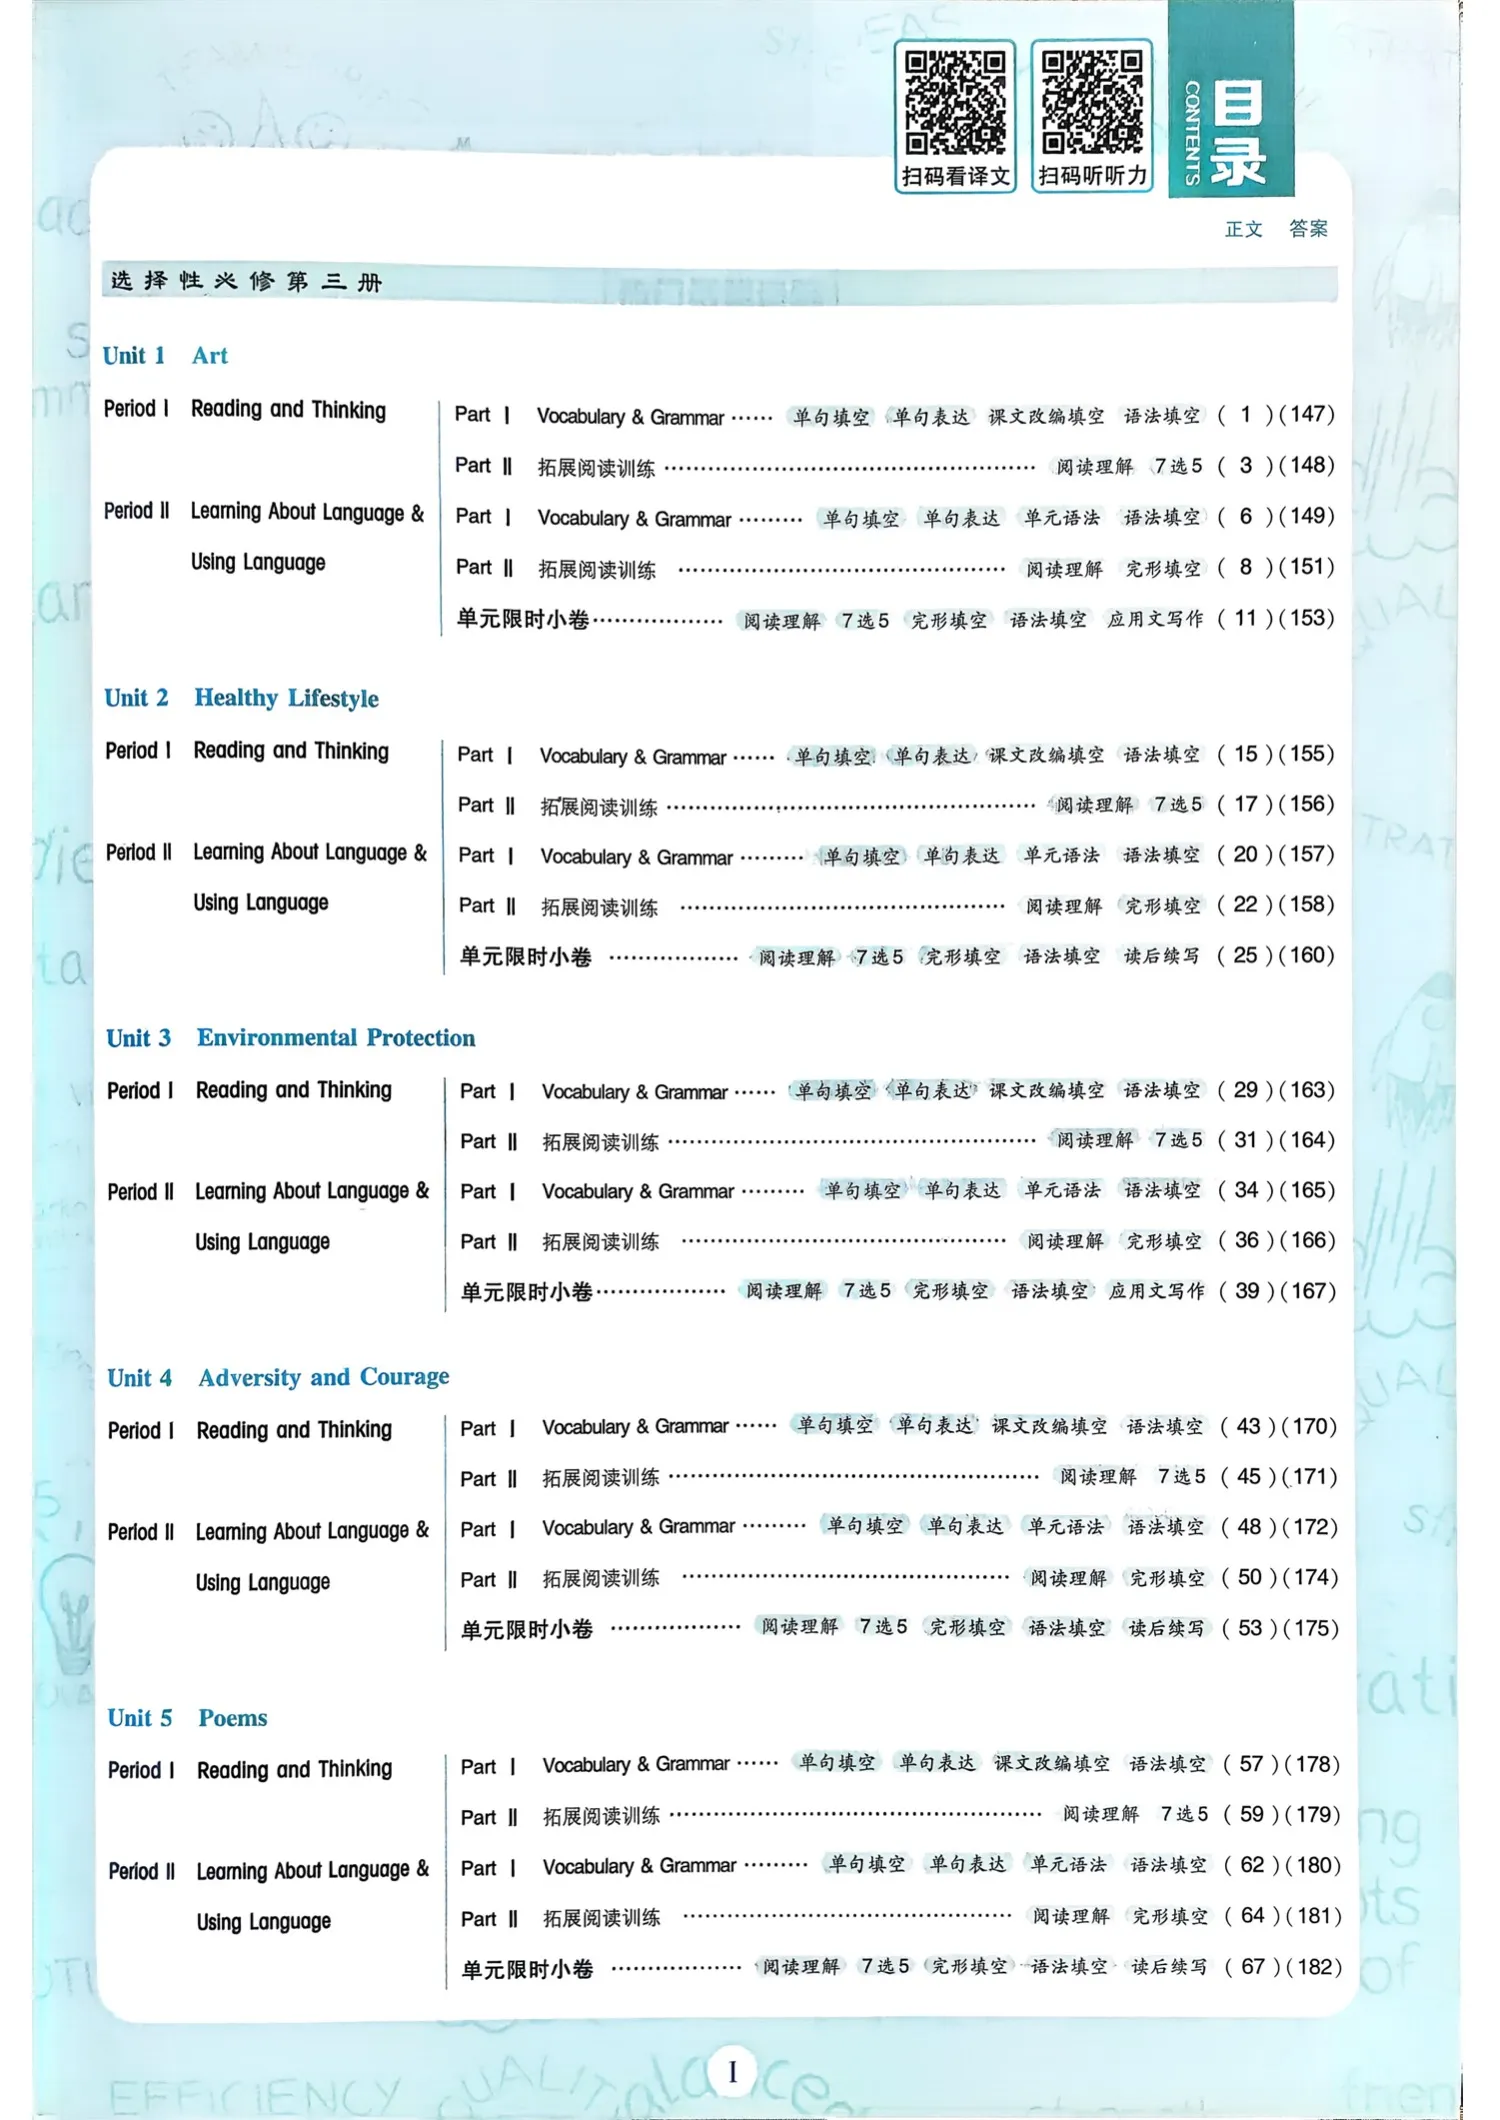 扫码看译文 扫码听听力
目录
CONTENTS
正文 答案
选择性必修第三册
Unit 1 Art
Period Ⅰ Reading and Thinking
Part Ⅰ Vocabulary & Grammar …… 单句填空 单句表达 课文改编填空 语法填空 ( 1 )(147)
Part Ⅱ 拓展阅读训练 …… 阅读理解 7选5 ( 3 )(148)
Period Ⅱ Learning About Language &
Using Language
Part Ⅰ Vocabulary & Grammar ……… 单句填空 单句表达 单元语法 语法填空 ( 6 )(149)
Part Ⅱ 拓展阅读训练 …… 阅读理解 完形填空 ( 8 )(151)
单元限时小卷 …… 阅读理解 7选5 完形填空 语法填空 应用文写作 ( 11 )(153)
Unit 2 Healthy Lifestyle
Period Ⅰ Reading and Thinking
Part Ⅰ Vocabulary & Grammar …… 单句填空 单句表达 课文改编填空 语法填空 ( 15 )(155)
Part Ⅱ 拓展阅读训练 …… 阅读理解 7选5 ( 17 )(156)
Period Ⅱ Learning About Language &
Using Language
Part Ⅰ Vocabulary & Grammar ……… 单句填空 单句表达 单元语法 语法填空 ( 20 )(157)
Part Ⅱ 拓展阅读训练 …… 阅读理解 完形填空 ( 22 )(158)
单元限时小卷 …… 阅读理解 7选5 完形填空 语法填空 读后续写 ( 25 )(160)
Unit 3 Environmental Protection
Period Ⅰ Reading and Thinking
Part Ⅰ Vocabulary & Grammar …… 单句填空 单句表达 课文改编填空 语法填空 ( 29 )(163)
Part Ⅱ 拓展阅读训练 …… 阅读理解 7选5 ( 31 )(164)
Period Ⅱ Learning About Language &
Using Language
Part Ⅰ Vocabulary & Grammar ……… 单句填空 单句表达 单元语法 语法填空 ( 34 )(165)
Part Ⅱ 拓展阅读训练 …… 阅读理解 完形填空 ( 36 )(166)
单元限时小卷 …… 阅读理解 7选5 完形填空 语法填空 应用文写作 ( 39 )(167)
Unit 4 Adversity and Courage
Period Ⅰ Reading and Thinking
Part Ⅰ Vocabulary & Grammar …… 单句填空 单句表达 课文改编填空 语法填空 ( 43 )(170)
Part Ⅱ 拓展阅读训练 …… 阅读理解 7选5 ( 45 )(171)
Period Ⅱ Learning About Language &
Using Language
Part Ⅰ Vocabulary & Grammar ……… 单句填空 单句表达 单元语法 语法填空 ( 48 )(172)
Part Ⅱ 拓展阅读训练 …… 阅读理解 完形填空 ( 50 )(174)
单元限时小卷 …… 阅读理解 7选5 完形填空 语法填空 读后续写 ( 53 )(175)
Unit 5 Poems
Period Ⅰ Reading and Thinking
Part Ⅰ Vocabulary & Grammar …… 单句填空 单句表达 课文改编填空 语法填空 ( 57 )(178)
Part Ⅱ 拓展阅读训练 …… 阅读理解 7选5 ( 59 )(179)
Period Ⅱ Learning About Language &
Using Language
Part Ⅰ Vocabulary & Grammar ……… 单句填空 单句表达 单元语法 语法填空 ( 62 )(180)
Part Ⅱ 拓展阅读训练 …… 阅读理解 完形填空 ( 64 )(181)
单元限时小卷 …… 阅读理解 7选5 完形填空 语法填空 读后续写 ( 67 )(182)
I
EFFICIENCY